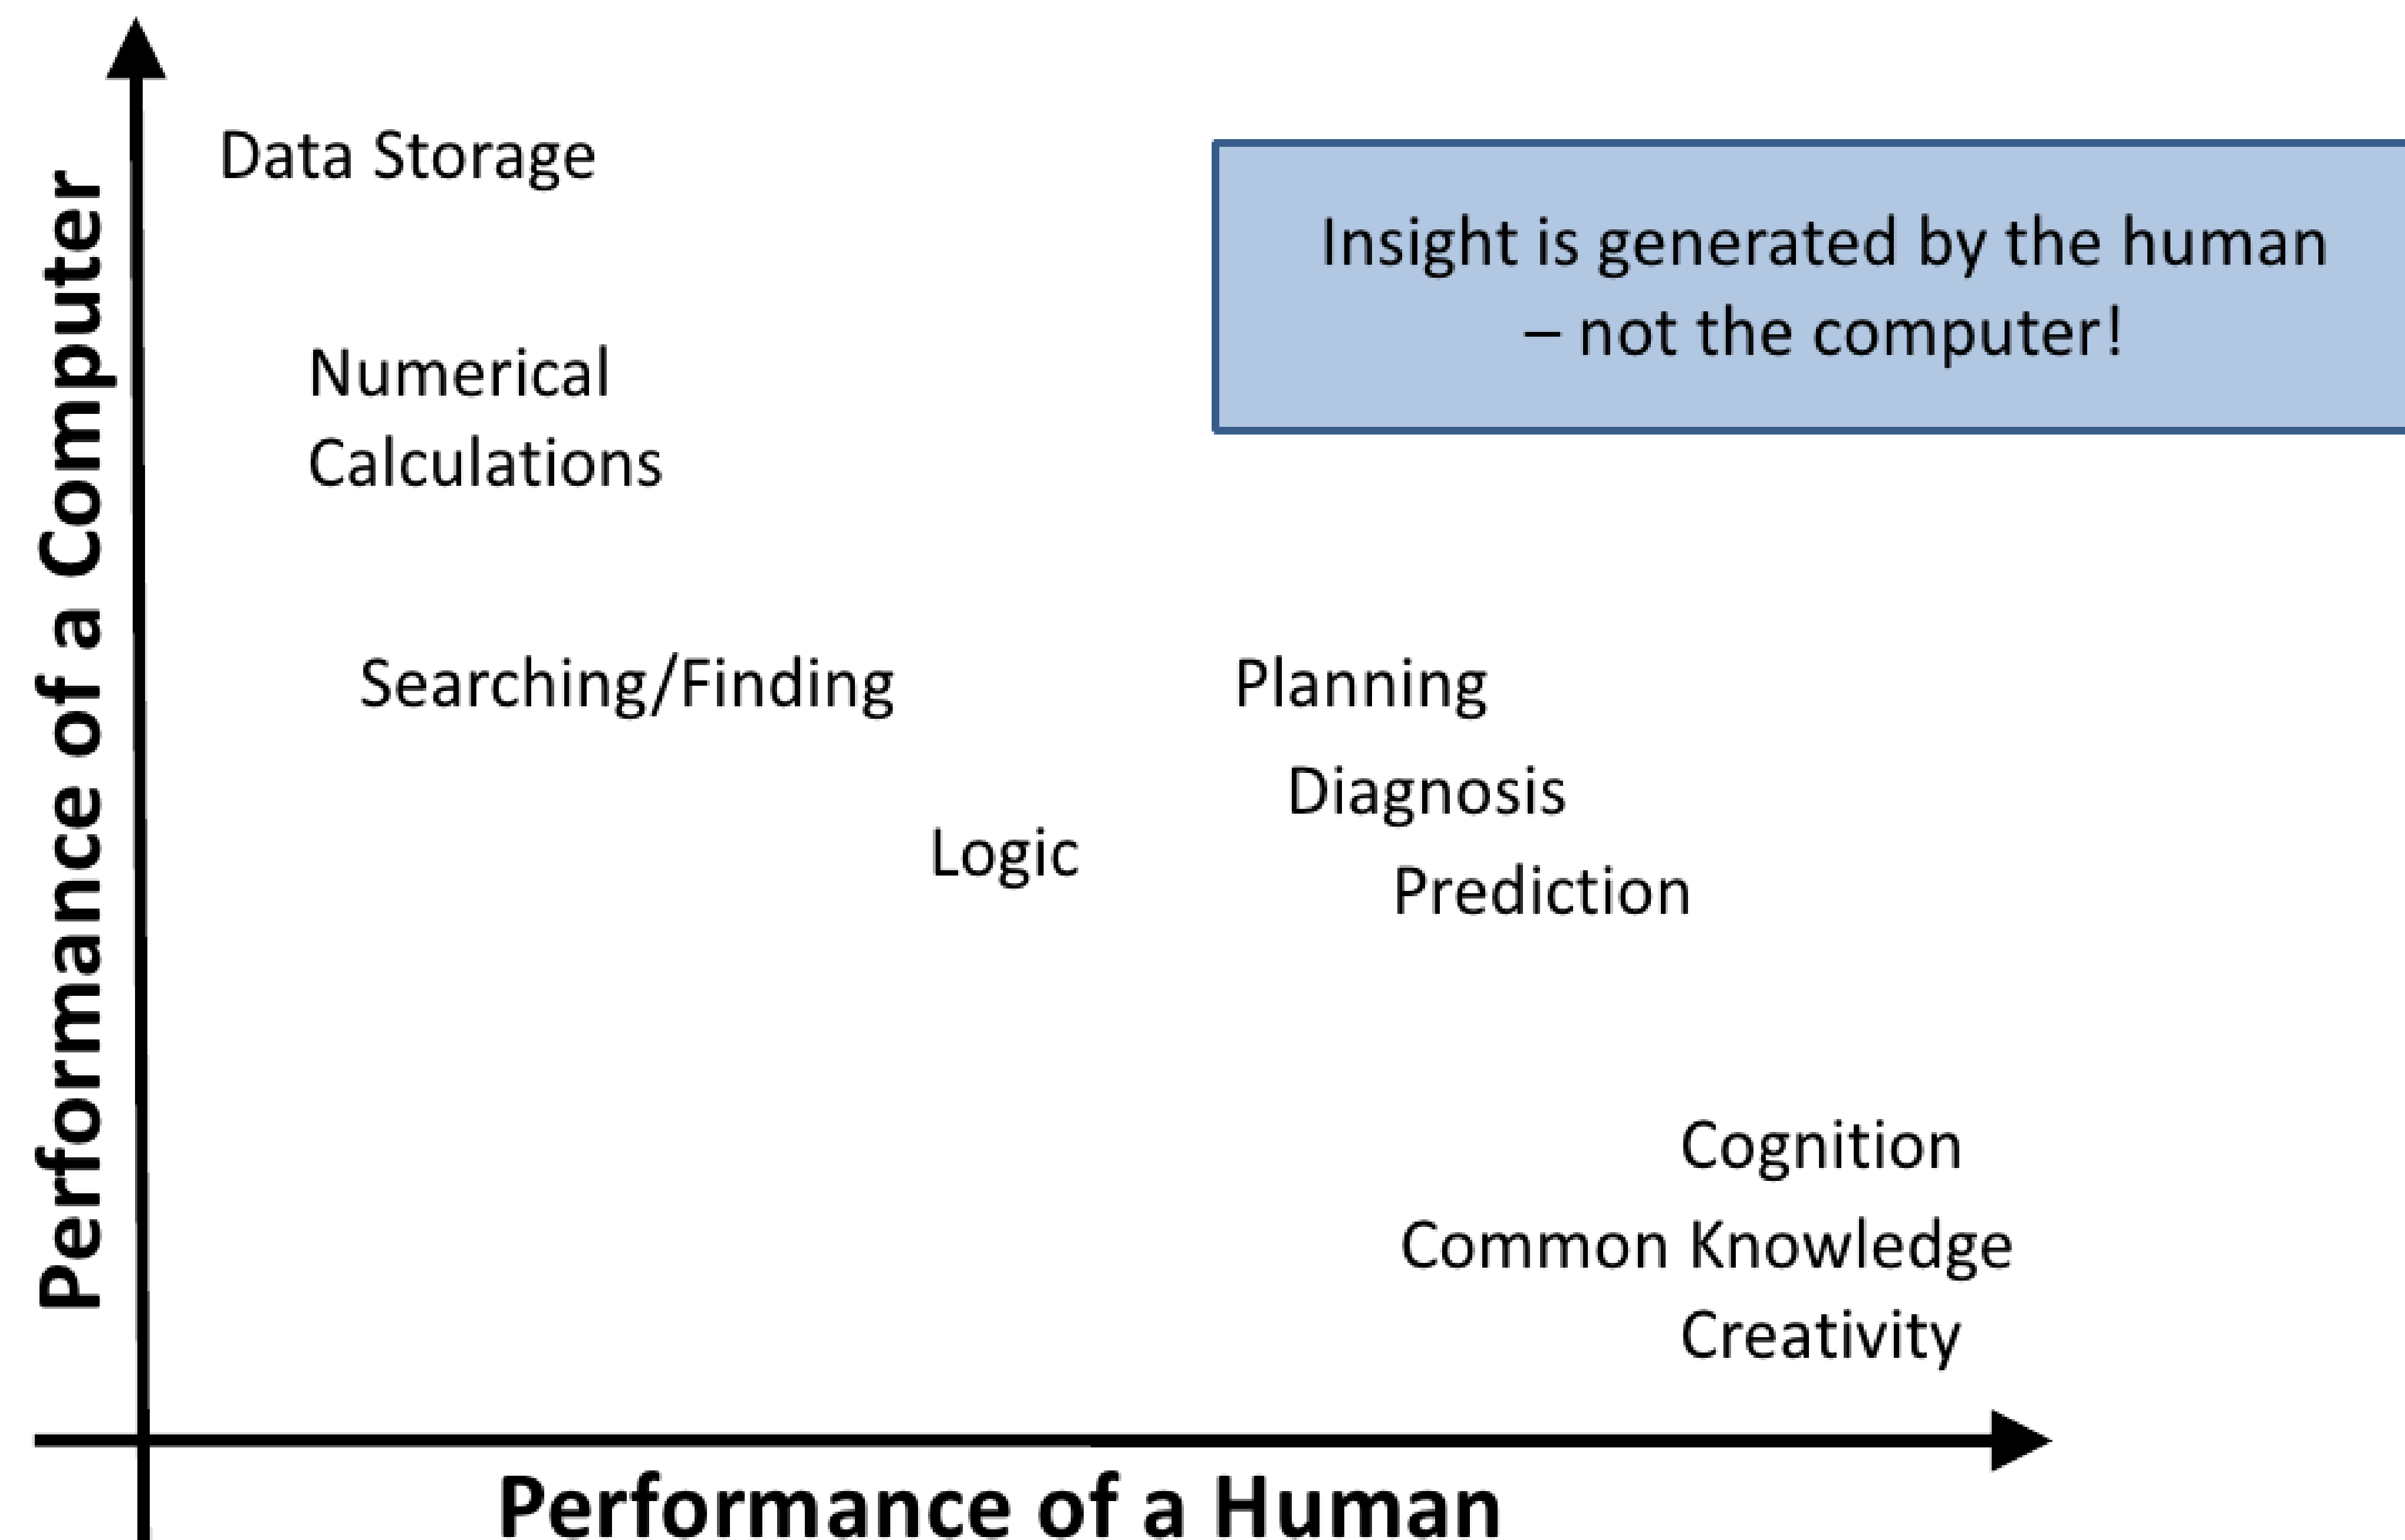 Performance of a Computer
Data Storage
Insight is generated by the human
– not the computer!
Numerical
Calculations
Searching/Finding
Planning
Diagnosis
Logic
Prediction
Cognition
Common Knowledge
Creativity
Performance of a Human